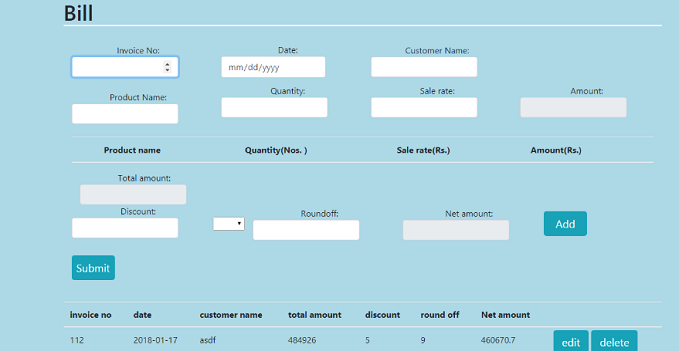 Bill
Invoice No: Date: Customer Name:
mm/dd/yyyy
Product Name: Quantity: Sale rate: Amount:
Product name Quantity(Nos. ) Sale rate(Rs.) Amount(Rs.)
Total amount:
Discount: Roundoff: Net amount: Add
Submit
invoice no date customer name total amount discount round off Net amount
112 2018-01-17 asdf 484926 5 9 460670.7 edit delete